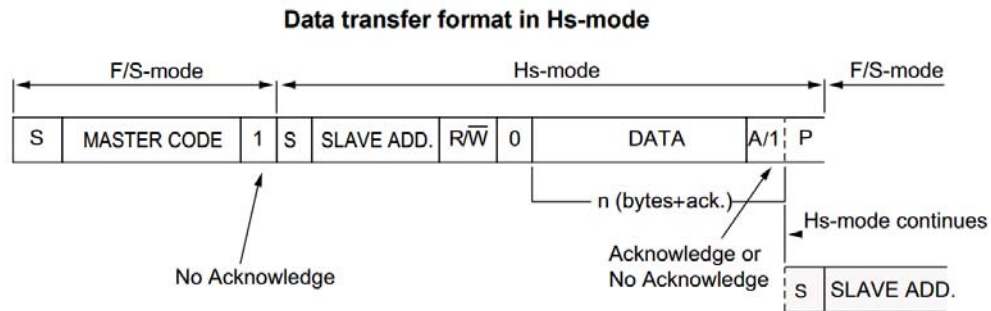 Data transfer format in Hs-mode
F/S-mode
Hs-mode
F/S-mode
S MASTER CODE 1 S SLAVE ADD. R/W̅ 0 DATA A/1 P
n (bytes+ack.)
Hs-mode continues
No Acknowledge
Acknowledge or
No Acknowledge
S SLAVE ADD.